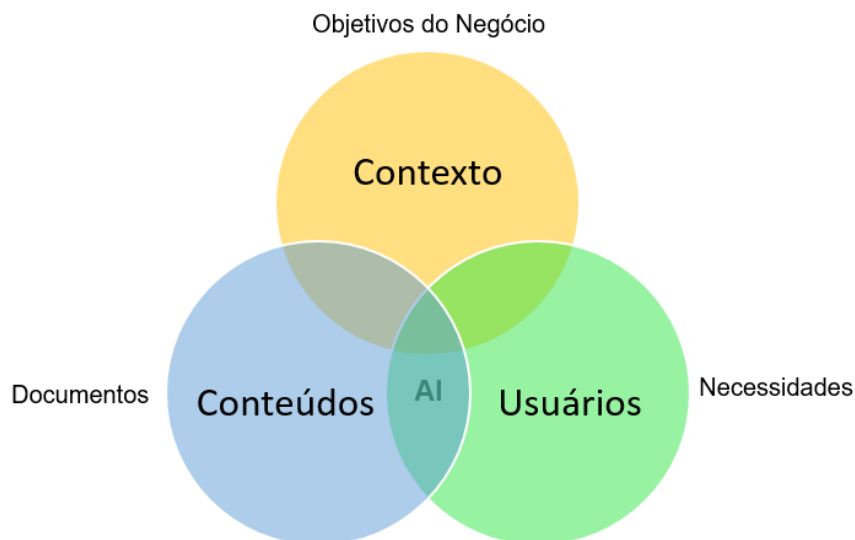 Objetivos do Negócio
Contexto
Documentos
Conteúdos
AI
Usuários
Necessidades